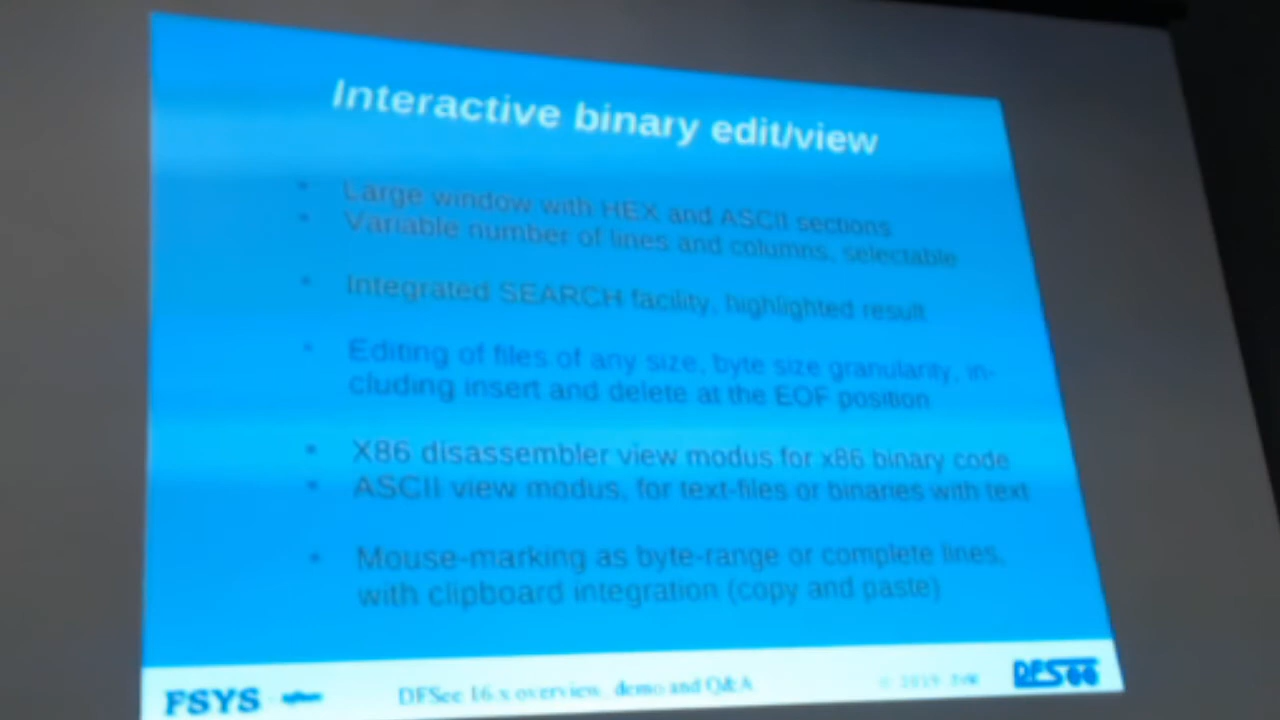 Interactive binary edit/view
• Large window with HEX and ASCII sections
• Variable number of lines and columns, selectable
• Integrated SEARCH facility, highlighted result
• Editing of files of any size, byte size granularity, in-
cluding insert and delete at the EOF position
• X86 disassembler view modus for x86 binary code
• ASCII view modus, for text-files or binaries with text
• Mouse-marking as byte-range or complete lines,
with clipboard integration (copy and paste)
FSYS DFSee 16.x overview, demo and Q&A © 2019 JvW DFSee